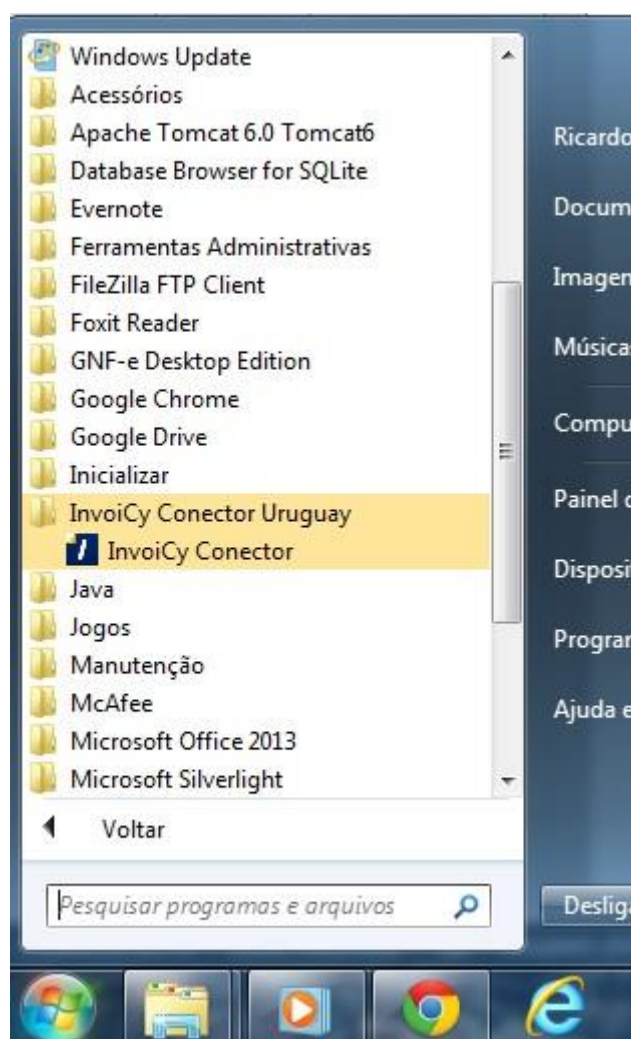 Windows Update
Acessórios
Apache Tomcat 6.0 Tomcat6
Database Browser for SQLite
Evernote
Ferramentas Administrativas
FileZilla FTP Client
Foxit Reader
GNF-e Desktop Edition
Google Chrome
Google Drive
Inicializar
InvoiCy Conector Uruguay
InvoiCy Conector
Java
Jogos
Manutenção
McAfee
Microsoft Office 2013
Microsoft Silverlight
Voltar
Pesquisar programas e arquivos
Ricardo
Docum
Imagen
Música
Compu
Painel
Disposi
Program
Ajuda e
Deslig